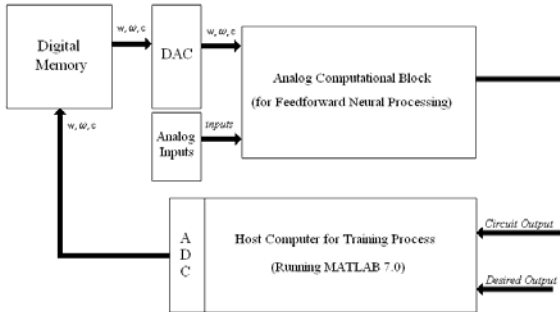 Digital
Memory
w, ω, c
DAC
w, ω, c
Analog Computational Block
(for Feedforward Neural Processing)
Analog
Inputs
inputs
w, ω, c
A
D
C
Host Computer for Training Process
(Running MATLAB 7.0)
Circuit Output
Desired Output